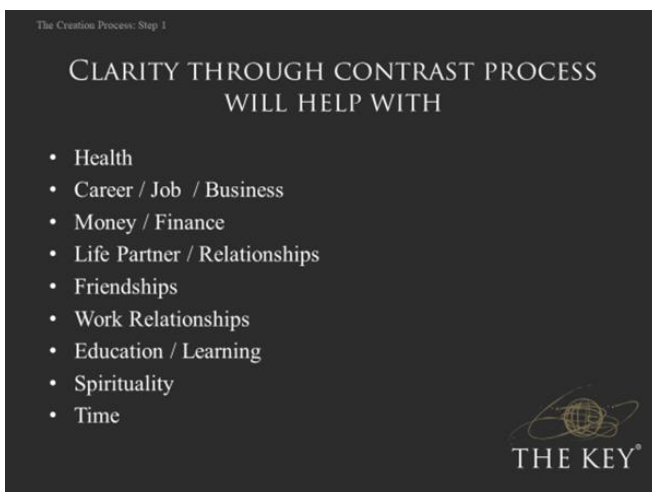 The Creation Process: Step 1
CLARITY THROUGH CONTRAST PROCESS
WILL HELP WITH
• Health
• Career / Job / Business
• Money / Finance
• Life Partner / Relationships
• Friendships
• Work Relationships
• Education / Learning
• Spirituality
• Time
THE KEY®